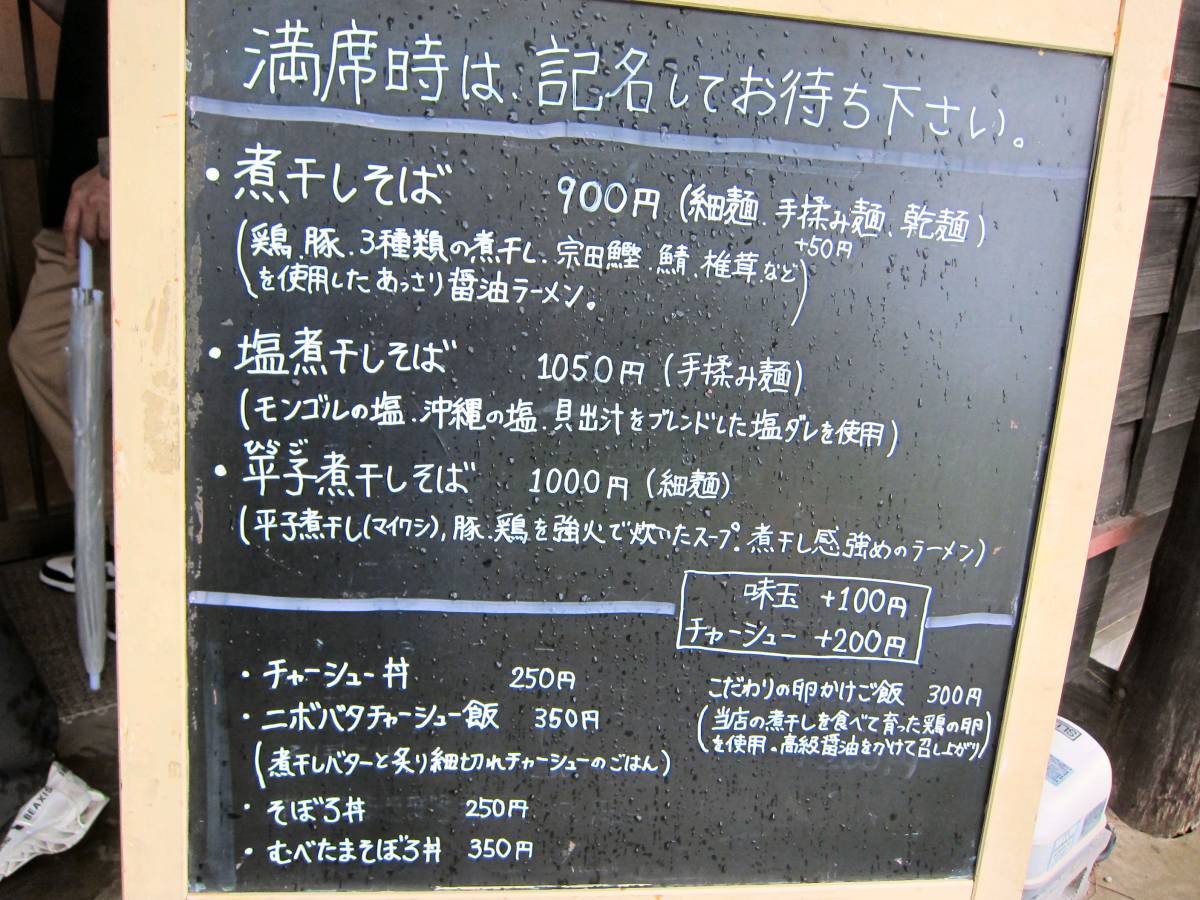 満席時は、記名してお待ち下さい。
・煮干しそば 900円 (細麺、手揉み麺、乾麺)
+50円
(鶏、豚、3種類の煮干し、宗田鰹、鯖、椎茸、など)
を使用したあっさり醤油ラーメン。
・塩煮干しそば 1050円 (手揉み麺)
(モンゴルの塩、沖縄の塩、貝出汁をブレンドした塩ダレを使用)
ひらご
・平子煮干しそば 1000円 (細麺)
(平子煮干し(マイワシ), 豚、鶏を強火で炊いたスープ。煮干し感強めのラーメン)
味玉 +100円
チャーシュー +200円
・チャーシュー丼 250円
・ニボバタチャーシュー飯 350円
(煮干しバターと炙り細切れチャーシューのごはん)
・そぼろ丼 250円
・むべたまそぼろ丼 350円
こだわりの卵かけご飯 300円
(当店の煮干しを食べて育った鶏の卵
を使用。高級醤油をかけて召し上がり)
BEAXIS